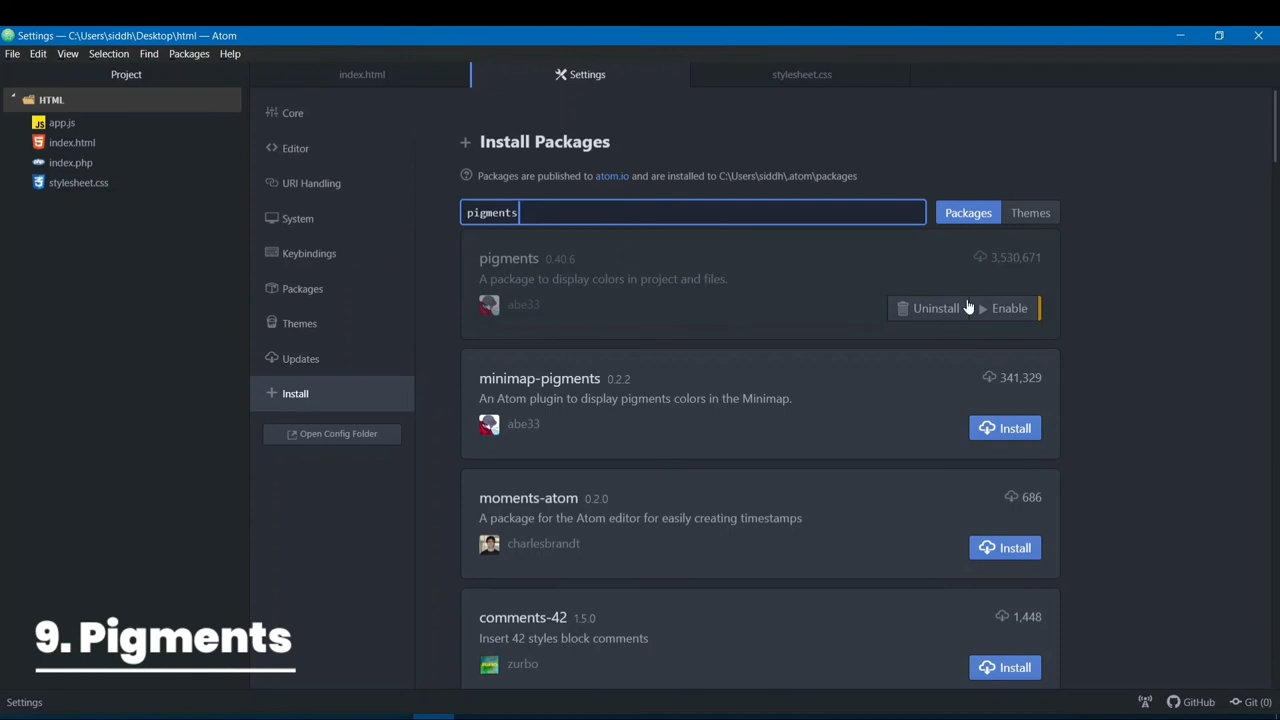 Settings — C:\Users\siddh\Desktop\html — Atom
File Edit View Selection Find Packages Help
Project
index.html
Settings
stylesheet.css
HTML
JS app.js
index.html
index.php
stylesheet.css
Core
Editor
URI Handling
System
Keybindings
Packages
Themes
Updates
Install
Open Config Folder
Install Packages
Packages are published to atom.io and are installed to C:\Users\siddh\.atom\packages
pigments
Packages Themes
pigments 0.40.6 3,530,671
A package to display colors in project and files.
abe33
Uninstall Enable
minimap-pigments 0.2.2 341,329
An Atom plugin to display pigments colors in the Minimap.
abe33
Install
moments-atom 0.2.0 686
A package for the Atom editor for easily creating timestamps
charlesbrandt
Install
comments-42 1.5.0 1,448
Insert 42 styles block comments
zurbo
Install
9. Pigments
Settings
GitHub Git (0)